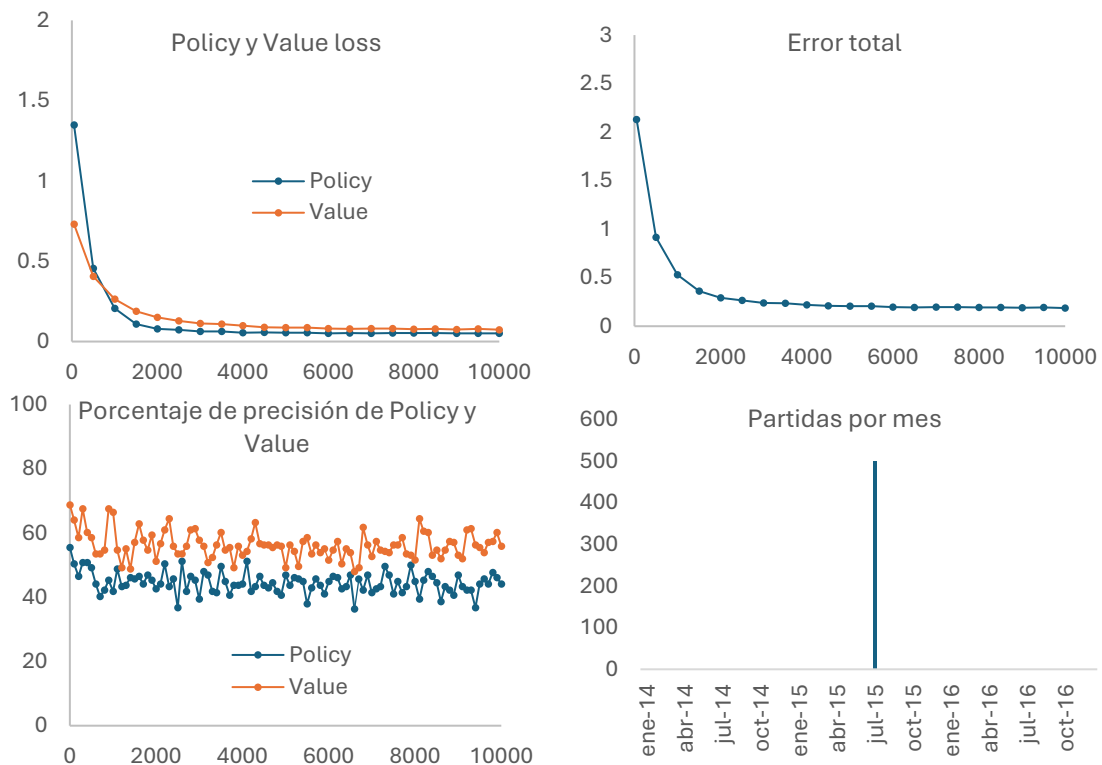 Policy y Value loss
2
1.5
1
0.5
0
Policy
Value
0 2000 4000 6000 8000 10000
Error total
3
2.5
2
1.5
1
0.5
0
0 2000 4000 6000 8000 10000
Porcentaje de precisión de Policy y
Value
100
80
60
40
20
0
Policy
Value
0 2000 4000 6000 8000 10000
Partidas por mes
600
500
400
300
200
100
0
ene-14
abr-14
jul-14
oct-14
ene-15
abr-15
jul-15
oct-15
ene-16
abr-16
jul-16
oct-16